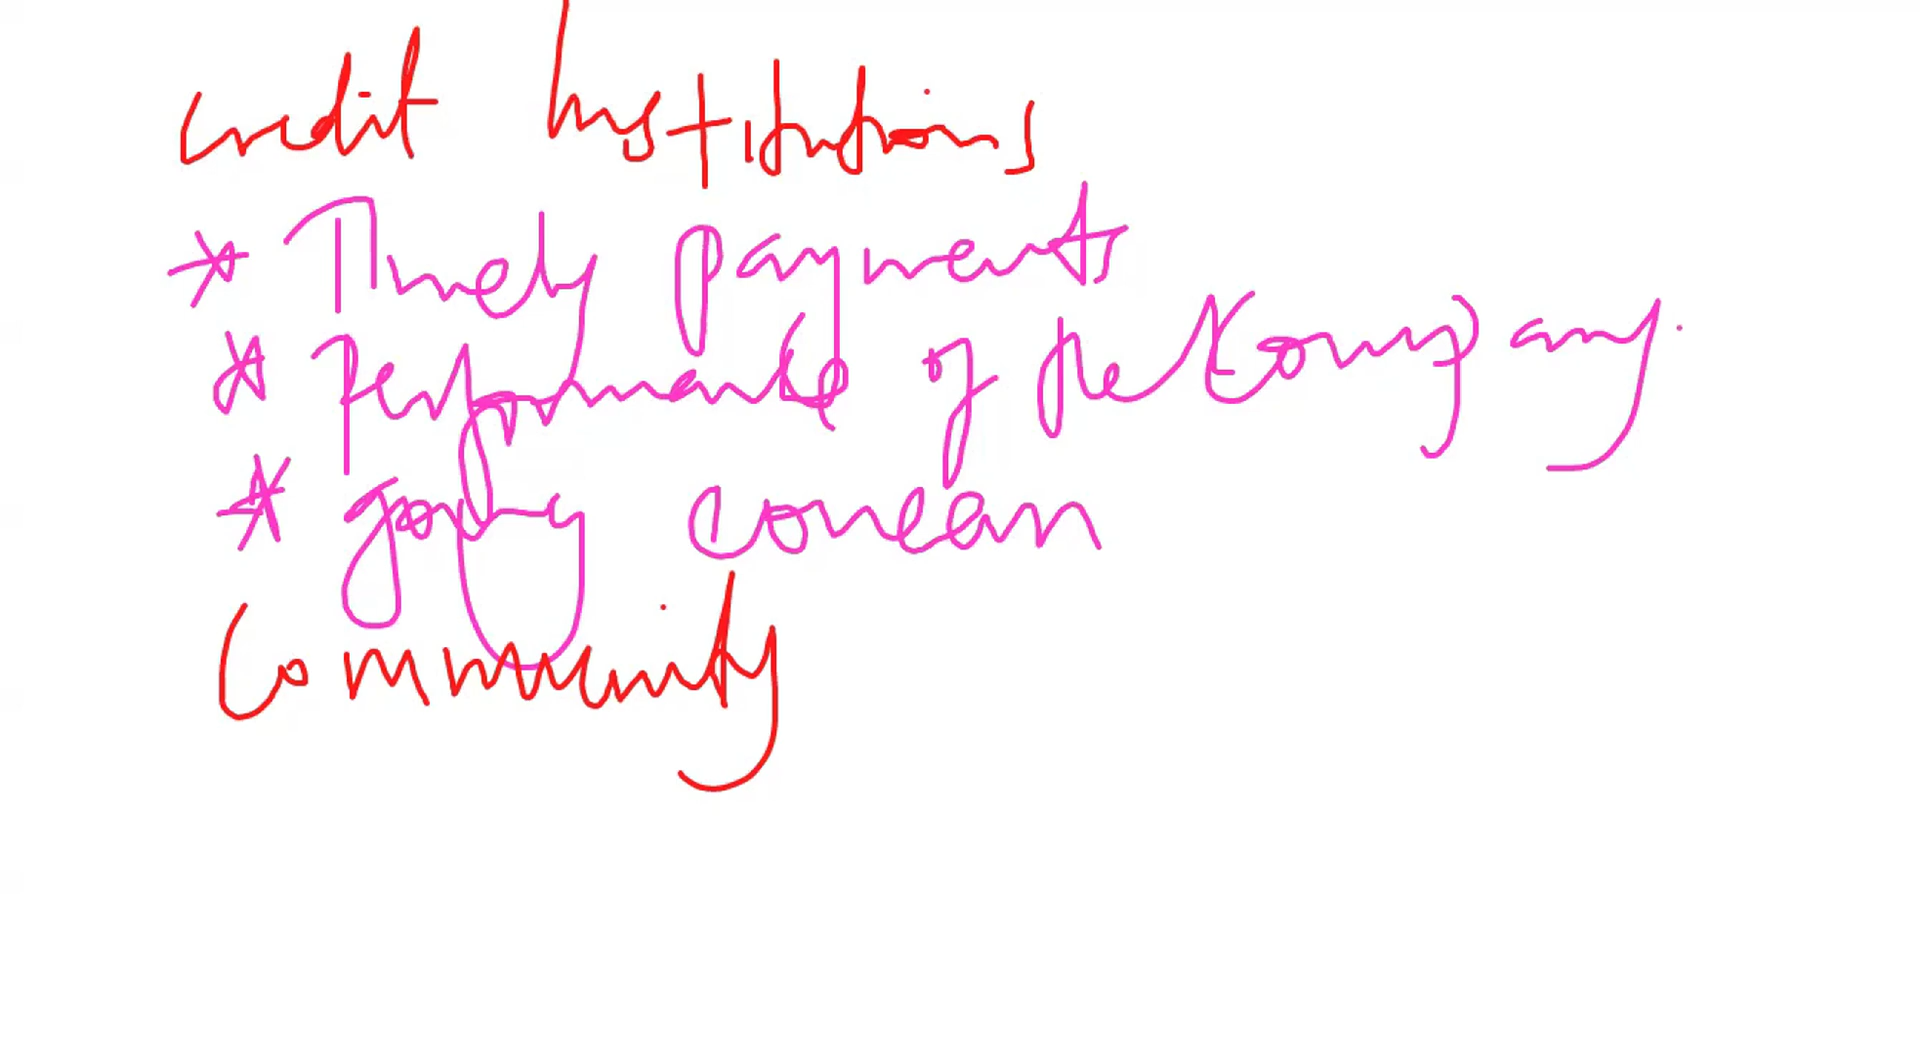 credit Institutions
* Timely payments
* Performance of the Company.
* going concern
Community